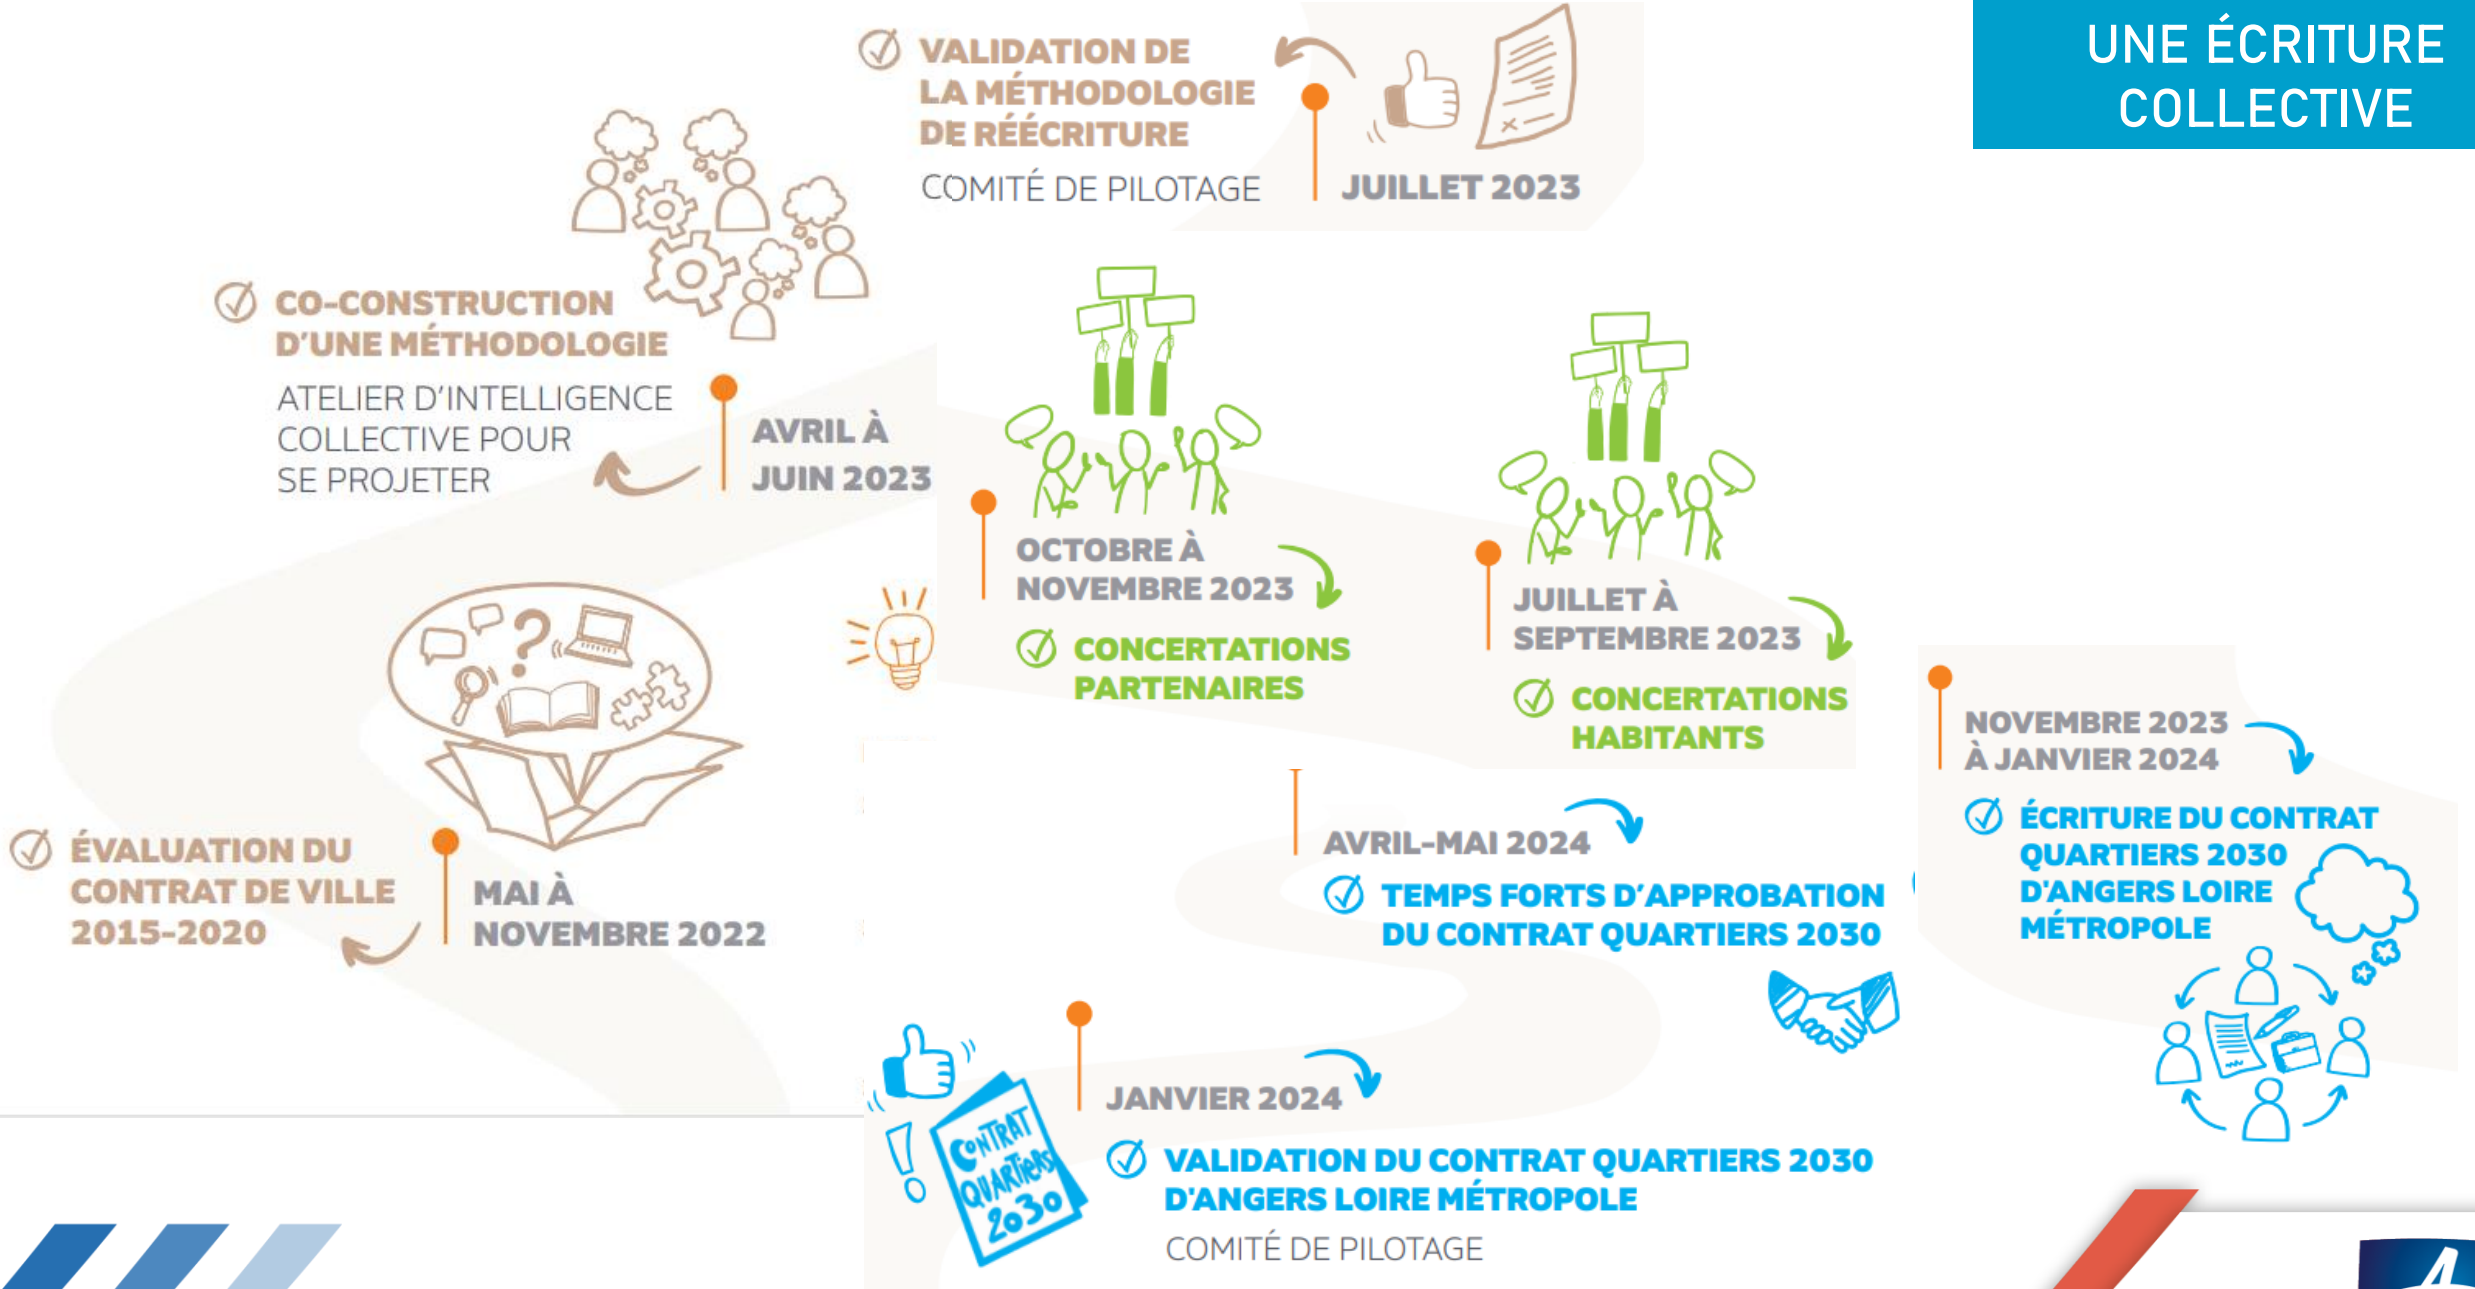 UNE ÉCRITURE
COLLECTIVE
VALIDATION DE
LA MÉTHODOLOGIE
DE RÉÉCRITURE
COMITÉ DE PILOTAGE
JUILLET 2023
CO-CONSTRUCTION
D'UNE MÉTHODOLOGIE
ATELIER D'INTELLIGENCE
COLLECTIVE POUR
SE PROJETER
AVRIL À
JUIN 2023
OCTOBRE À
NOVEMBRE 2023
CONCERTATIONS
PARTENAIRES
JUILLET À
SEPTEMBRE 2023
CONCERTATIONS
HABITANTS
NOVEMBRE 2023
À JANVIER 2024
ÉCRITURE DU CONTRAT
QUARTIERS 2030
D'ANGERS LOIRE
MÉTROPOLE
ÉVALUATION DU
CONTRAT DE VILLE
2015-2020
MAI À
NOVEMBRE 2022
AVRIL-MAI 2024
TEMPS FORTS D'APPROBATION
DU CONTRAT QUARTIERS 2030
JANVIER 2024
VALIDATION DU CONTRAT QUARTIERS 2030
D'ANGERS LOIRE MÉTROPOLE
COMITÉ DE PILOTAGE
CONTRAT
QUARTIERS
2030